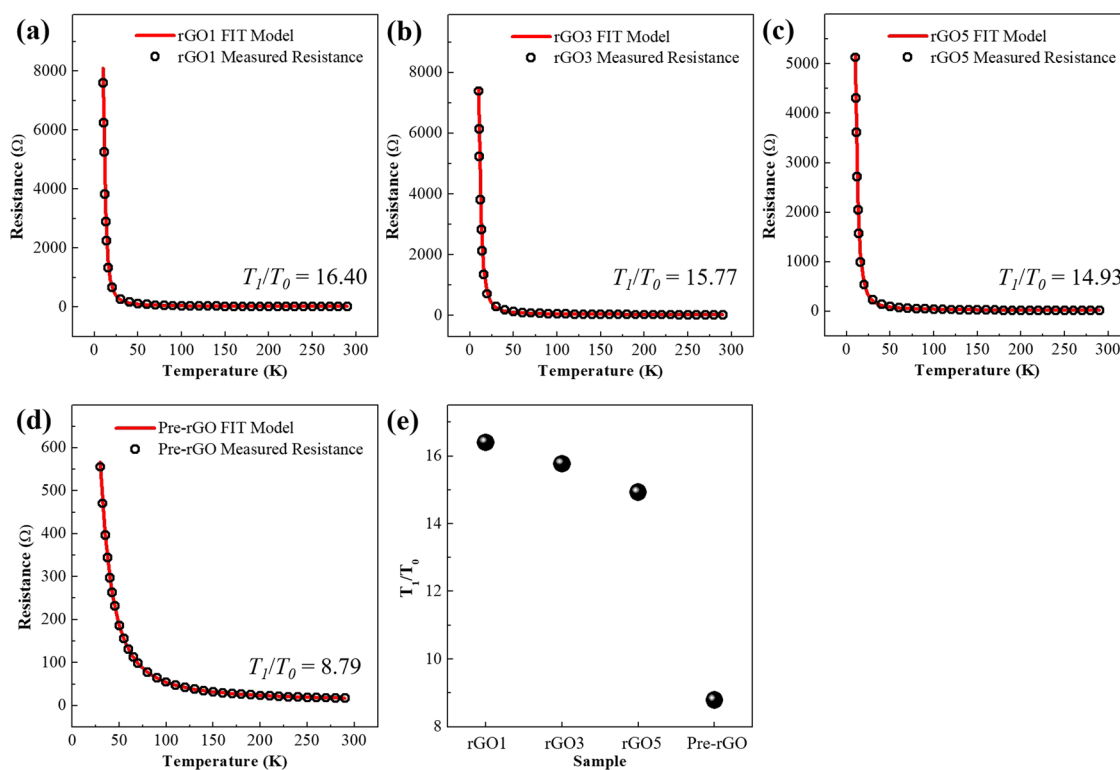 (a)
rGO1 FIT Model
rGO1 Measured Resistance
8000
6000
4000
2000
0
Resistance (Ω)
T₁/T₀ = 16.40
0 50 100 150 200 250 300
Temperature (K)
(b)
rGO3 FIT Model
rGO3 Measured Resistance
8000
6000
4000
2000
0
Resistance (Ω)
T₁/T₀ = 15.77
0 50 100 150 200 250 300
Temperature (K)
(c)
rGO5 FIT Model
rGO5 Measured Resistance
5000
4000
3000
2000
1000
0
Resistance (Ω)
T₁/T₀ = 14.93
0 50 100 150 200 250 300
Temperature (K)
(d)
Pre-rGO FIT Model
Pre-rGO Measured Resistance
600
500
400
300
200
100
0
Resistance (Ω)
T₁/T₀ = 8.79
0 50 100 150 200 250 300
Temperature (K)
(e)
16
14
12
10
8
T₁/T₀
rGO1 rGO3 rGO5 Pre-rGO
Sample